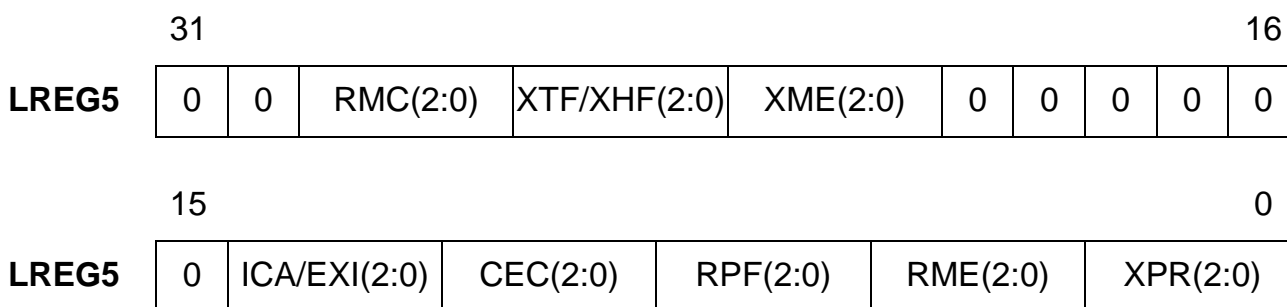 31 16
LREG5 0 0 RMC(2:0) XTF/XHF(2:0) XME(2:0) 0 0 0 0 0
15 0
LREG5 0 ICA/EXI(2:0) CEC(2:0) RPF(2:0) RME(2:0) XPR(2:0)